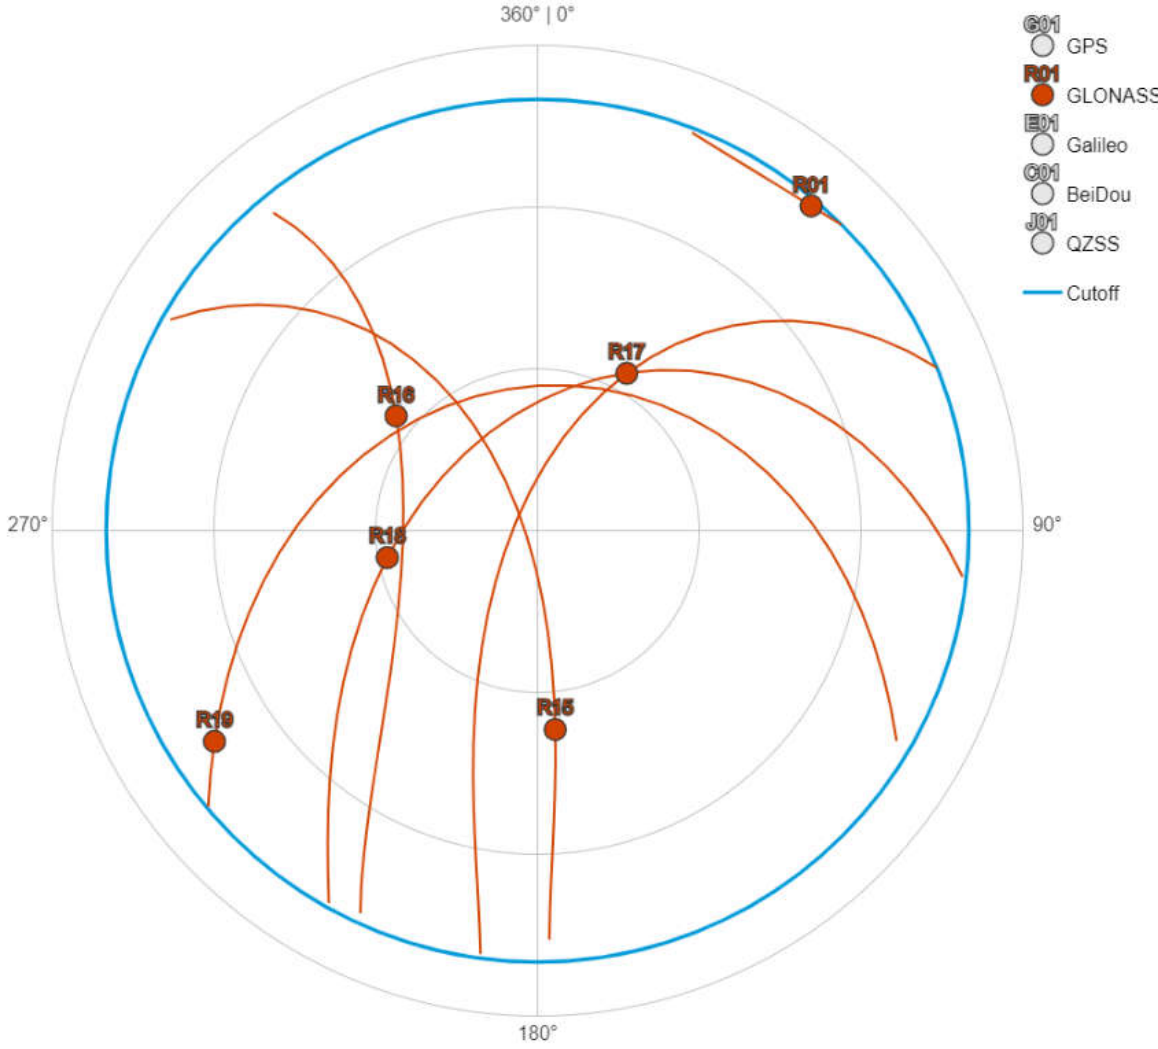 360° | 0°
G01
GPS
R01
GLONASS
E01
Galileo
C01
BeiDou
J01
QZSS
Cutoff
R01
R17
R16
270°
90°
R18
R15
R19
180°